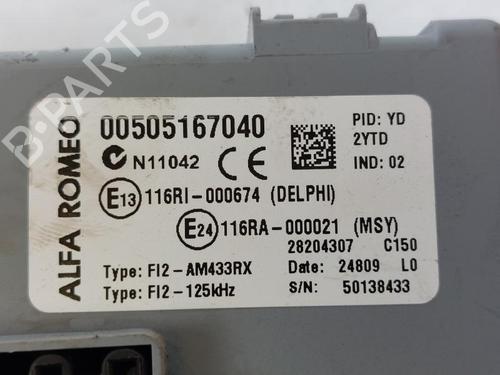 ALFA ROMEO
00505167040
PID: YD
2YTD
N11042 CE
IND: 02
E13 116RI-000674 (DELPHI)
E24 116RA-000021 (MSY)
28204307 C150
Type: FI2-AM433RX
Date: 24809 L0
Type: FI2-125kHz
S/N: 50138433
B-PARTS